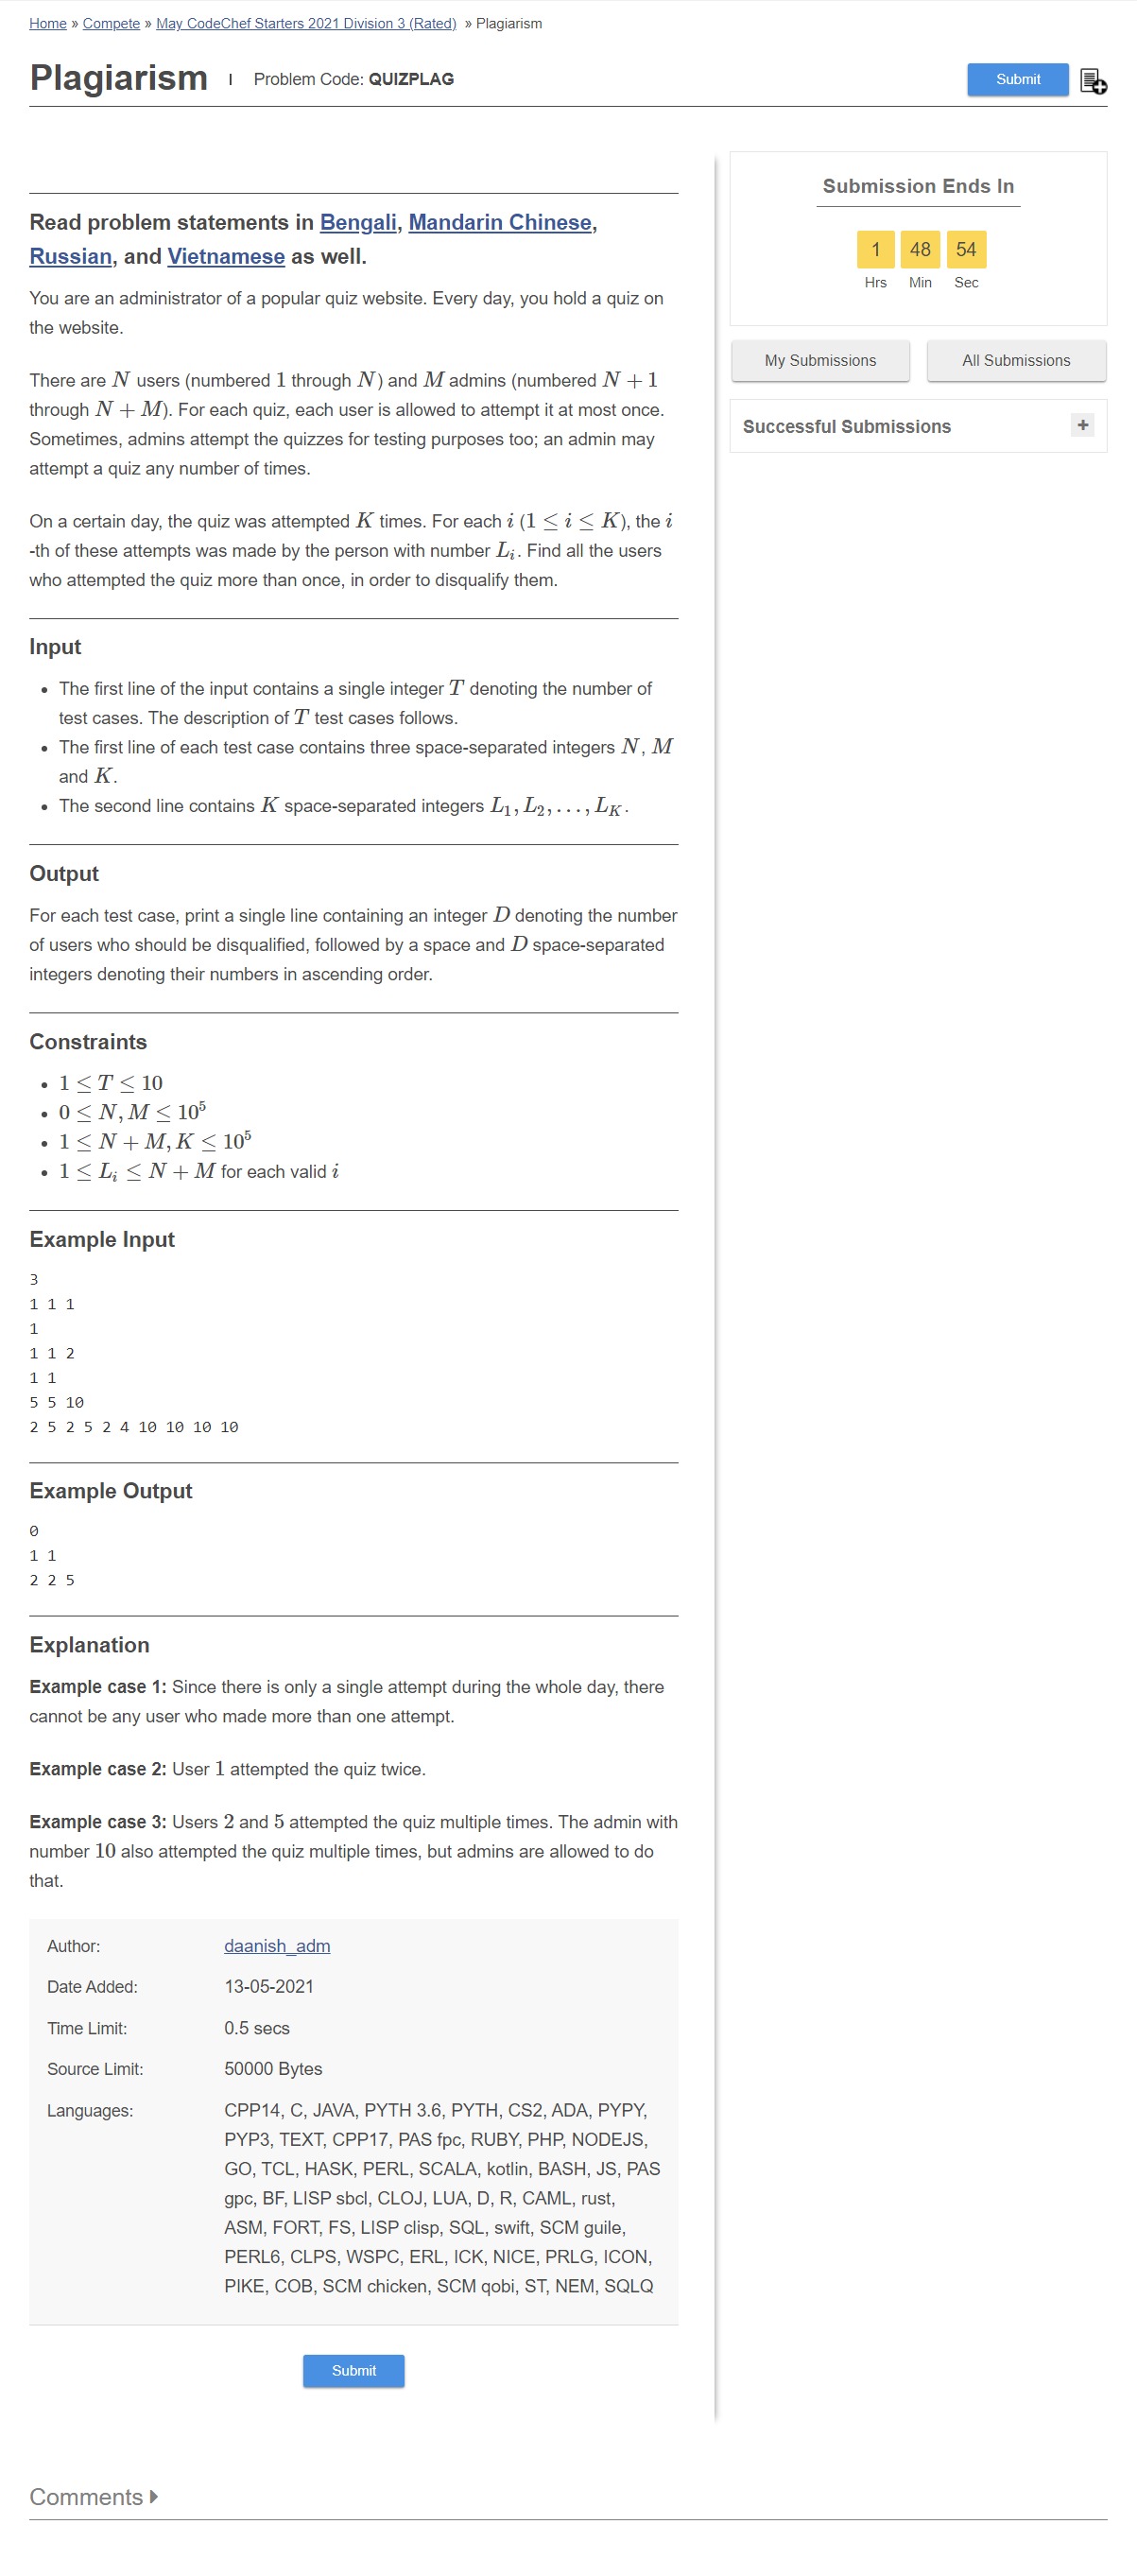 Home » Compete » May CodeChef Starters 2021 Division 3 (Rated) » Plagiarism
Plagiarism | Problem Code: QUIZPLAG
Submit
Submission Ends In
1 48 54
Hrs Min Sec
My Submissions All Submissions
Successful Submissions +
Read problem statements in Bengali, Mandarin Chinese,
Russian, and Vietnamese as well.
You are an administrator of a popular quiz website. Every day, you hold a quiz on
the website.
There are N users (numbered 1 through N) and M admins (numbered N + 1
through N + M). For each quiz, each user is allowed to attempt it at most once.
Sometimes, admins attempt the quizzes for testing purposes too; an admin may
attempt a quiz any number of times.
On a certain day, the quiz was attempted K times. For each i (1 ≤ i ≤ K), the i
-th of these attempts was made by the person with number Lᵢ. Find all the users
who attempted the quiz more than once, in order to disqualify them.
Input
• The first line of the input contains a single integer T denoting the number of
test cases. The description of T test cases follows.
• The first line of each test case contains three space-separated integers N, M
and K.
• The second line contains K space-separated integers L₁, L₂, . . . , L_K.
Output
For each test case, print a single line containing an integer D denoting the number
of users who should be disqualified, followed by a space and D space-separated
integers denoting their numbers in ascending order.
Constraints
• 1 ≤ T ≤ 10
• 0 ≤ N, M ≤ 10⁵
• 1 ≤ N + M, K ≤ 10⁵
• 1 ≤ Lᵢ ≤ N + M for each valid i
Example Input
3
1 1 1
1
1 1 2
1 1
5 5 10
2 5 2 5 2 4 10 10 10 10
Example Output
0
1 1
2 2 5
Explanation
Example case 1: Since there is only a single attempt during the whole day, there
cannot be any user who made more than one attempt.
Example case 2: User 1 attempted the quiz twice.
Example case 3: Users 2 and 5 attempted the quiz multiple times. The admin with
number 10 also attempted the quiz multiple times, but admins are allowed to do
that.
Author: daanish_adm
Date Added: 13-05-2021
Time Limit: 0.5 secs
Source Limit: 50000 Bytes
Languages: CPP14, C, JAVA, PYTH 3.6, PYTH, CS2, ADA, PYPY,
PYP3, TEXT, CPP17, PAS fpc, RUBY, PHP, NODEJS,
GO, TCL, HASK, PERL, SCALA, kotlin, BASH, JS, PAS
gpc, BF, LISP sbcl, CLOJ, LUA, D, R, CAML, rust,
ASM, FORT, FS, LISP clisp, SQL, swift, SCM guile,
PERL6, CLPS, WSPC, ERL, ICK, NICE, PRLG, ICON,
PIKE, COB, SCM chicken, SCM qobi, ST, NEM, SQLQ
Submit
Comments